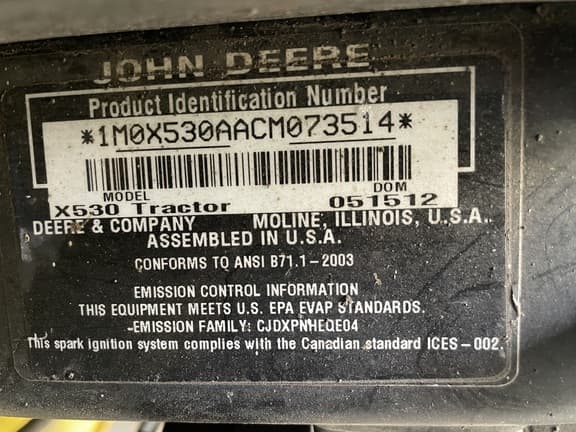 JOHN DEERE
Product Identification Number
*1M0X530AACM073514*
MODEL DOM
X530 Tractor 051512
DEERE & COMPANY MOLINE, ILLINOIS, U.S.A.
ASSEMBLED IN U.S.A.
CONFORMS TO ANSI B71.1-2003
EMISSION CONTROL INFORMATION
THIS EQUIPMENT MEETS U.S. EPA EVAP STANDARDS.
EMISSION FAMILY: CJDXPNHEQE04
This spark ignition system complies with the Canadian standard ICES-002.